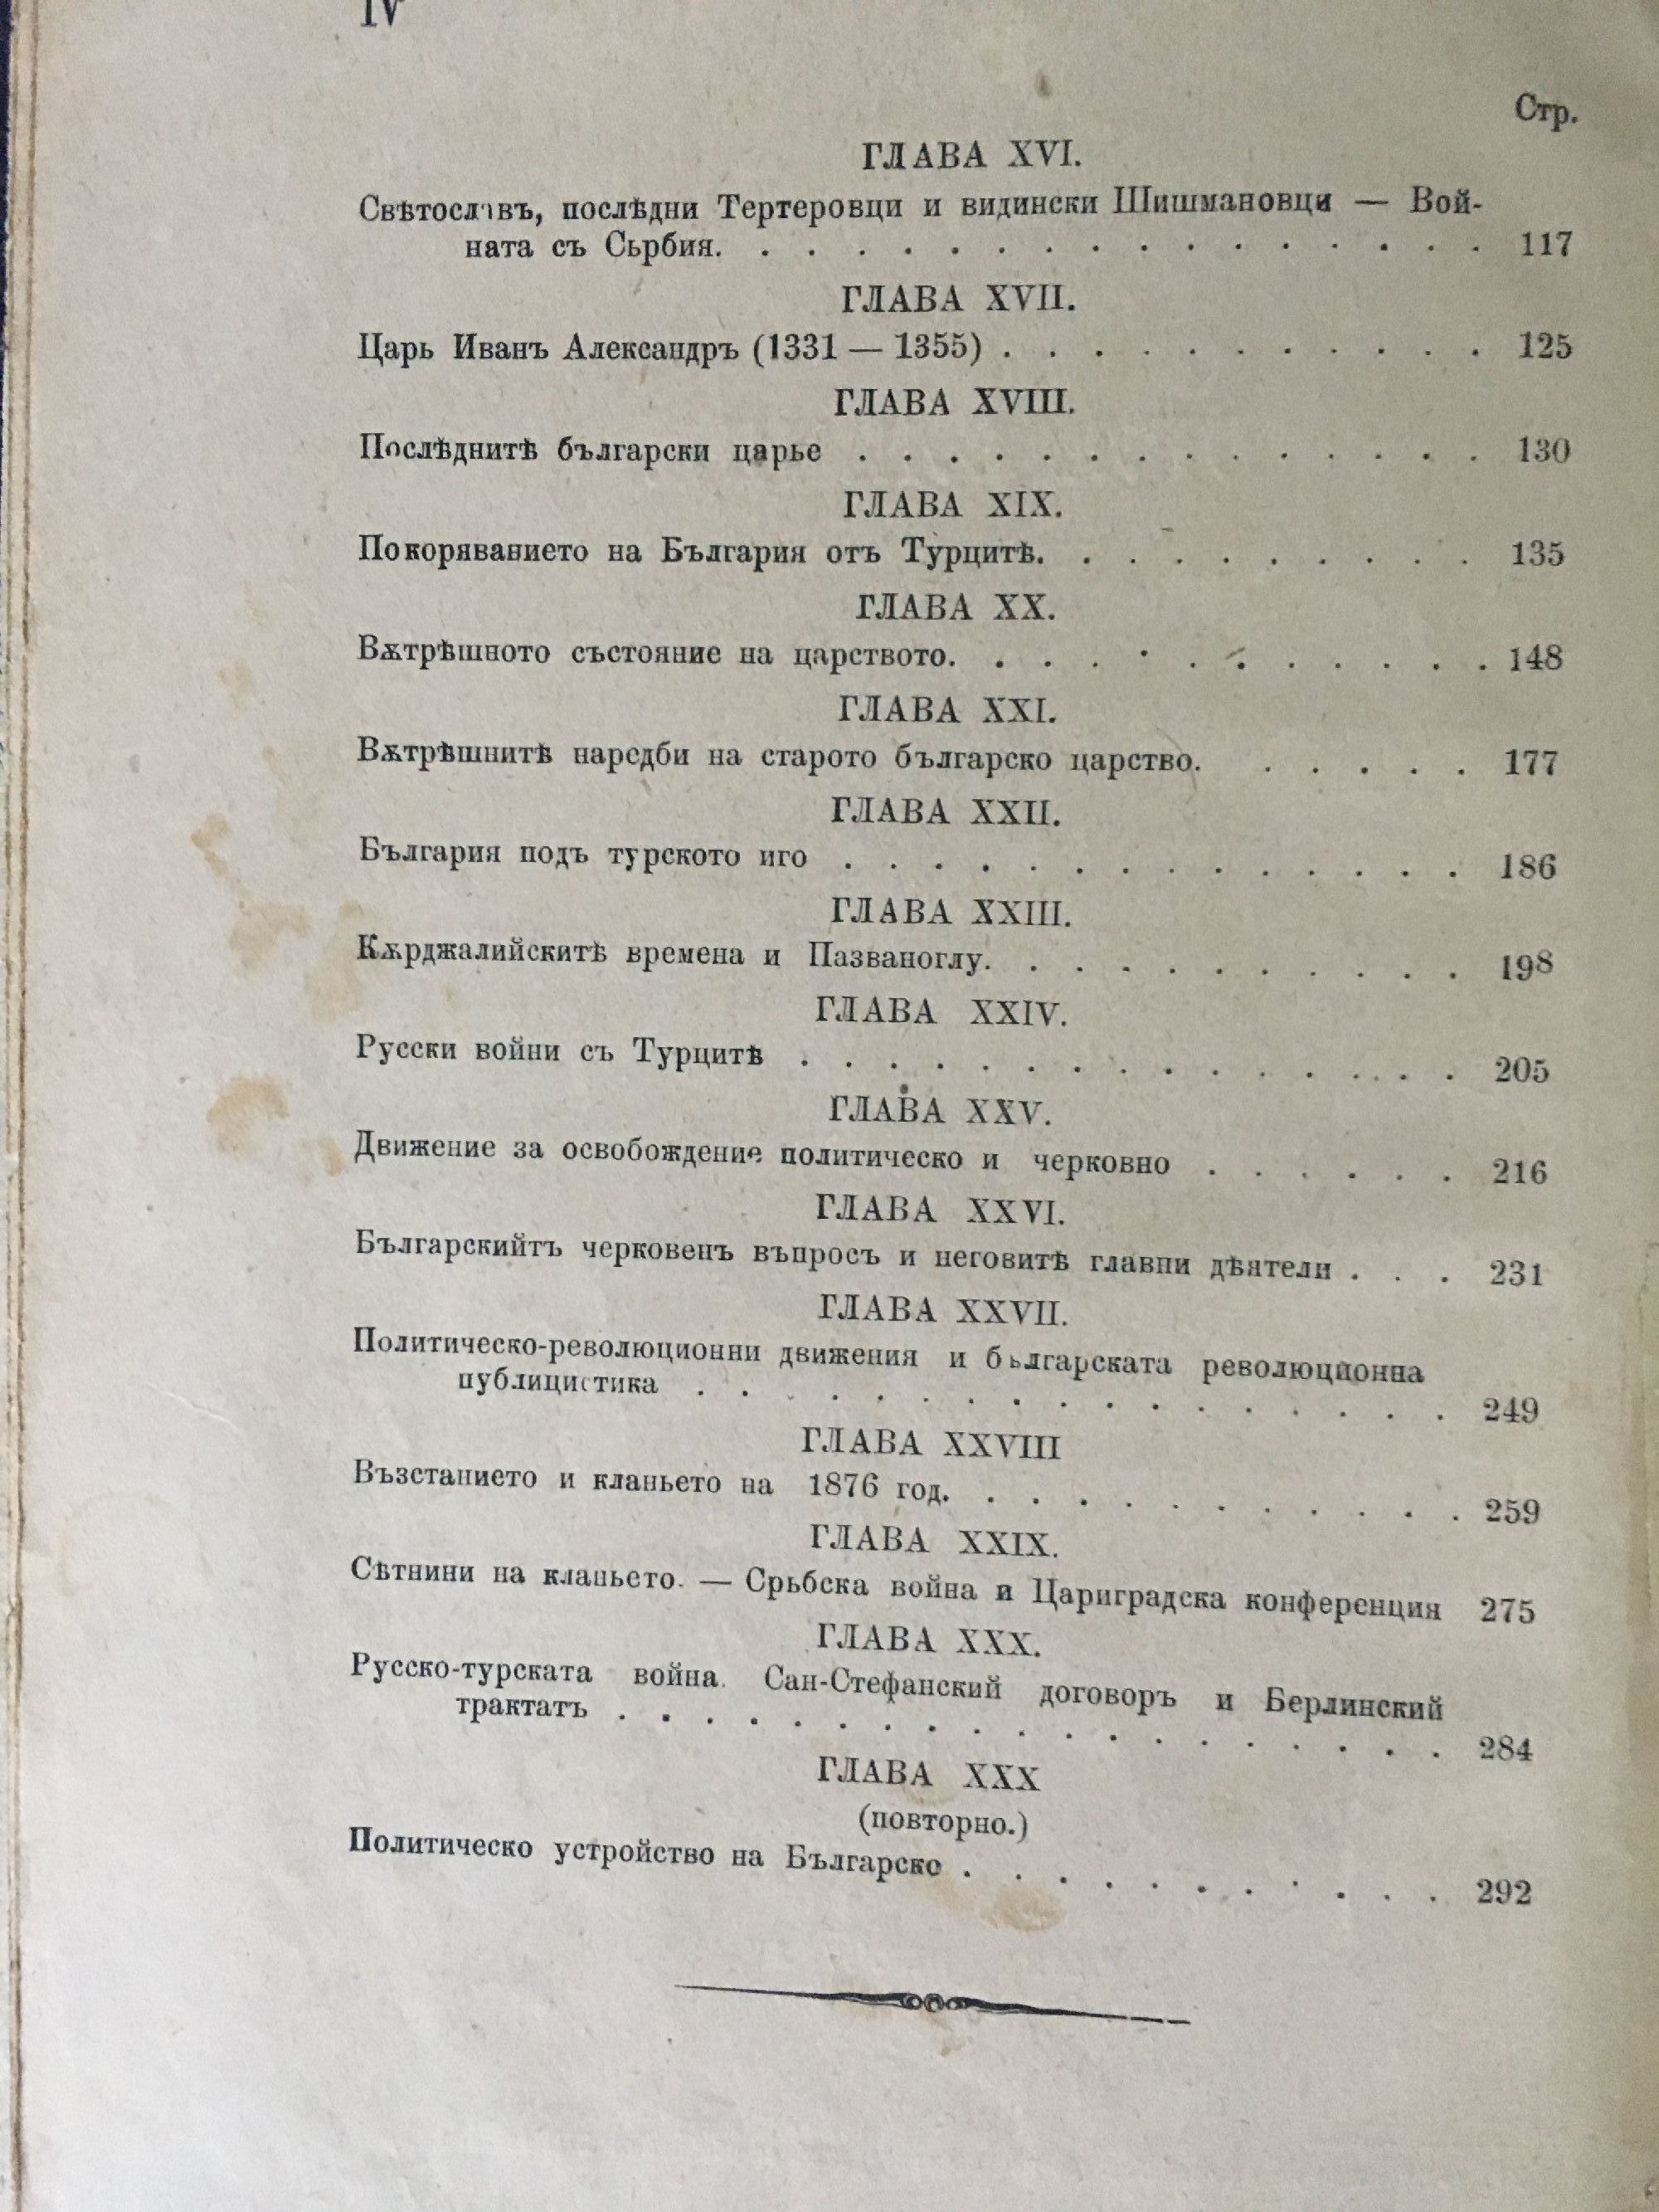 IV
Стр.
ГЛАВА XVI.
Свѣтославъ, послѣдни Тертеровци и видински Шишмановци — Вой-
ната съ Сьрбия. . . . . . . . . . . . . . . . . 117
ГЛАВА XVII.
Царь Иванъ Александръ (1331 — 1355) . . . . . . . . . . . 125
ГЛАВА XVIII.
Послѣднитѣ български царье . . . . . . . . . . . . . . 130
ГЛАВА XIX.
Покоряванието на България отъ Турцитѣ. . . . . . . . . . 135
ГЛАВА XX.
Вѫтрѣшното състояние на царството. . . . . . . . . . . . 148
ГЛАВА XXI.
Вѫтрѣшнитѣ наредби на старото българско царство. . . . . . 177
ГЛАВА XXII.
България подъ турското иго . . . . . . . . . . . . . . 186
ГЛАВА XXIII.
Кѫрджалийскитѣ времена и Пазваноглу. . . . . . . . . . . 198
ГЛАВА XXIV.
Русски войни съ Турцитѣ . . . . . . . . . . . . . . . 205
ГЛАВА XXV.
Движение за освобождение политическо и черковно . . . . . . 216
ГЛАВА XXVI.
Българскийтъ черковенъ въпросъ и неговитѣ главни дѣятели . . . 231
ГЛАВА XXVII.
Политическо-революционни движения и българската революционна
публицистика . . . . . . . . . . . . . . . . . 249
ГЛАВА XXVIII
Възстанието и кланьето на 1876 год. . . . . . . . . . . . 259
ГЛАВА XXIX.
Сѣтнини на кланьето. — Срьбска война и Цариградска конференция 275
ГЛАВА XXX.
Русско-турската война. Сан-Стефанский договоръ и Берлинский
трактатъ . . . . . . . . . . . . . . . . . . . 284
ГЛАВА XXX
(повторно.)
Политическо устройство на Българско . . . . . . . . . . . 292